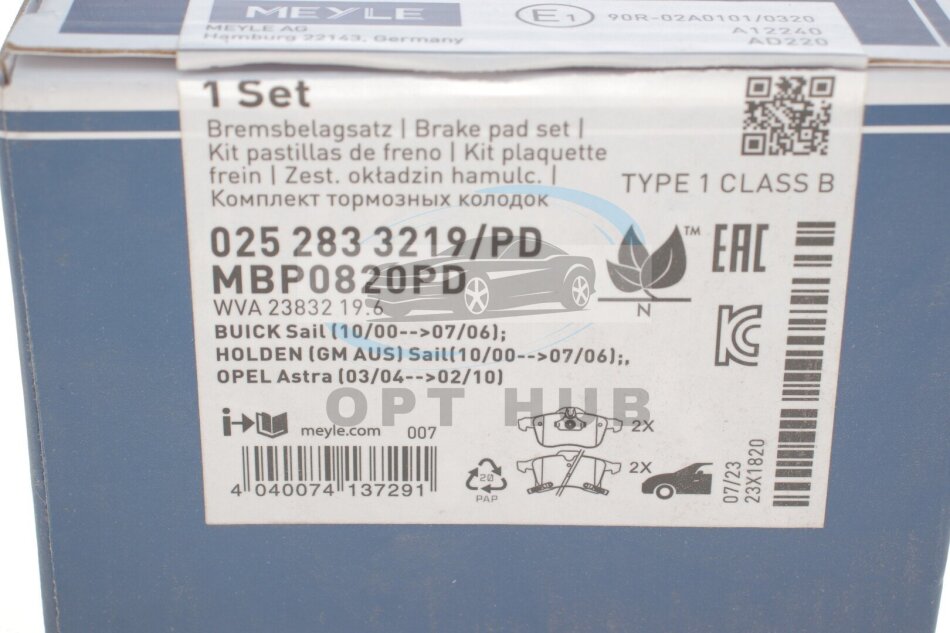 MEYLE
MEYLE AG
Hamburg 22143, Germany
E1 90R-02A0101/0320
A12240
AD220
1 Set
Bremsbelagsatz | Brake pad set |
Kit pastillas de freno | Kit plaquette
frein | Zest. okładzin hamulc. |
Комплект тормозных колодок
TYPE 1 CLASS B
025 283 3219/PD
MBP0820PD
WVA 23832 19.6
BUICK Sail (10/00-->07/06);
HOLDEN (GM AUS) Sail(10/00-->07/06);,
OPEL Astra (03/04-->02/10)
TM
N
EAC
KC
OPT HUB
i
meyle.com 007
2X
2X
4 040074 137291
20
PAP
07/23
23X1820